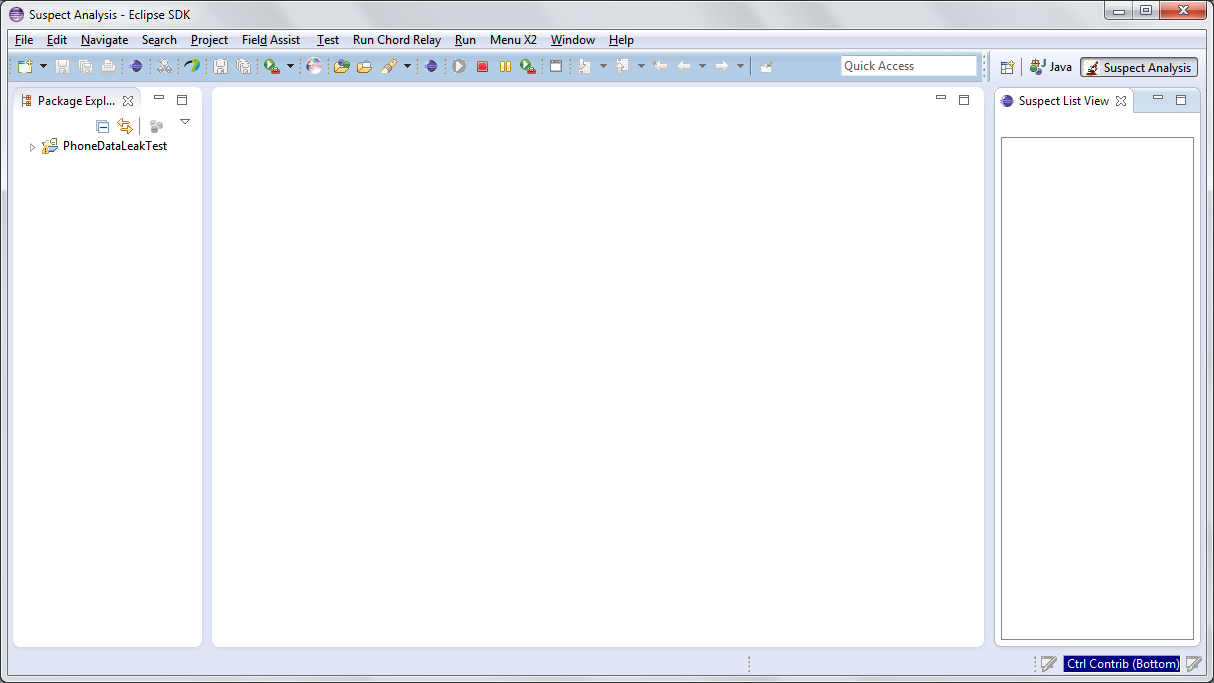 Suspect Analysis - Eclipse SDK
File Edit Navigate Search Project Field Assist Test Run Chord Relay Run Menu X2 Window Help
Quick Access Java Suspect Analysis
Package Expl... Suspect List View
PhoneDataLeakTest
Ctrl Contrib (Bottom)